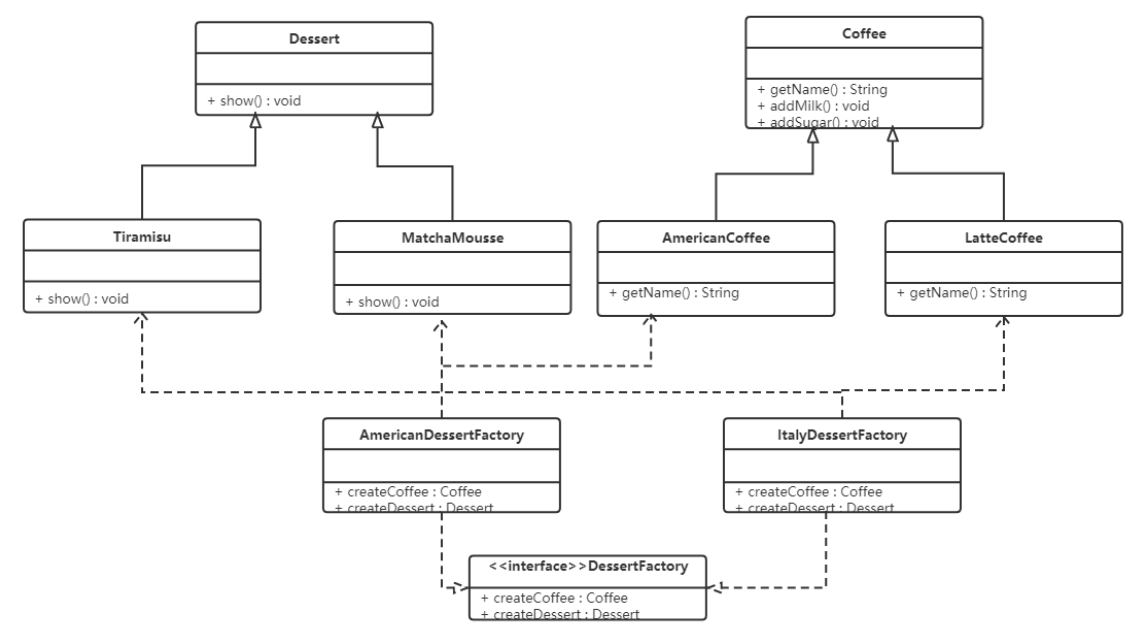 Dessert
+ show() : void
Coffee
+ getName() : String
+ addMilk() : void
+ addSugar() : void
Tiramisu
+ show() : void
MatchaMousse
+ show() : void
AmericanCoffee
+ getName() : String
LatteCoffee
+ getName() : String
AmericanDessertFactory
+ createCoffee : Coffee
+ createDessert : Dessert
ItalyDessertFactory
+ createCoffee : Coffee
+ createDessert : Dessert
<<interface>>DessertFactory
+ createCoffee : Coffee
+ createDessert : Dessert